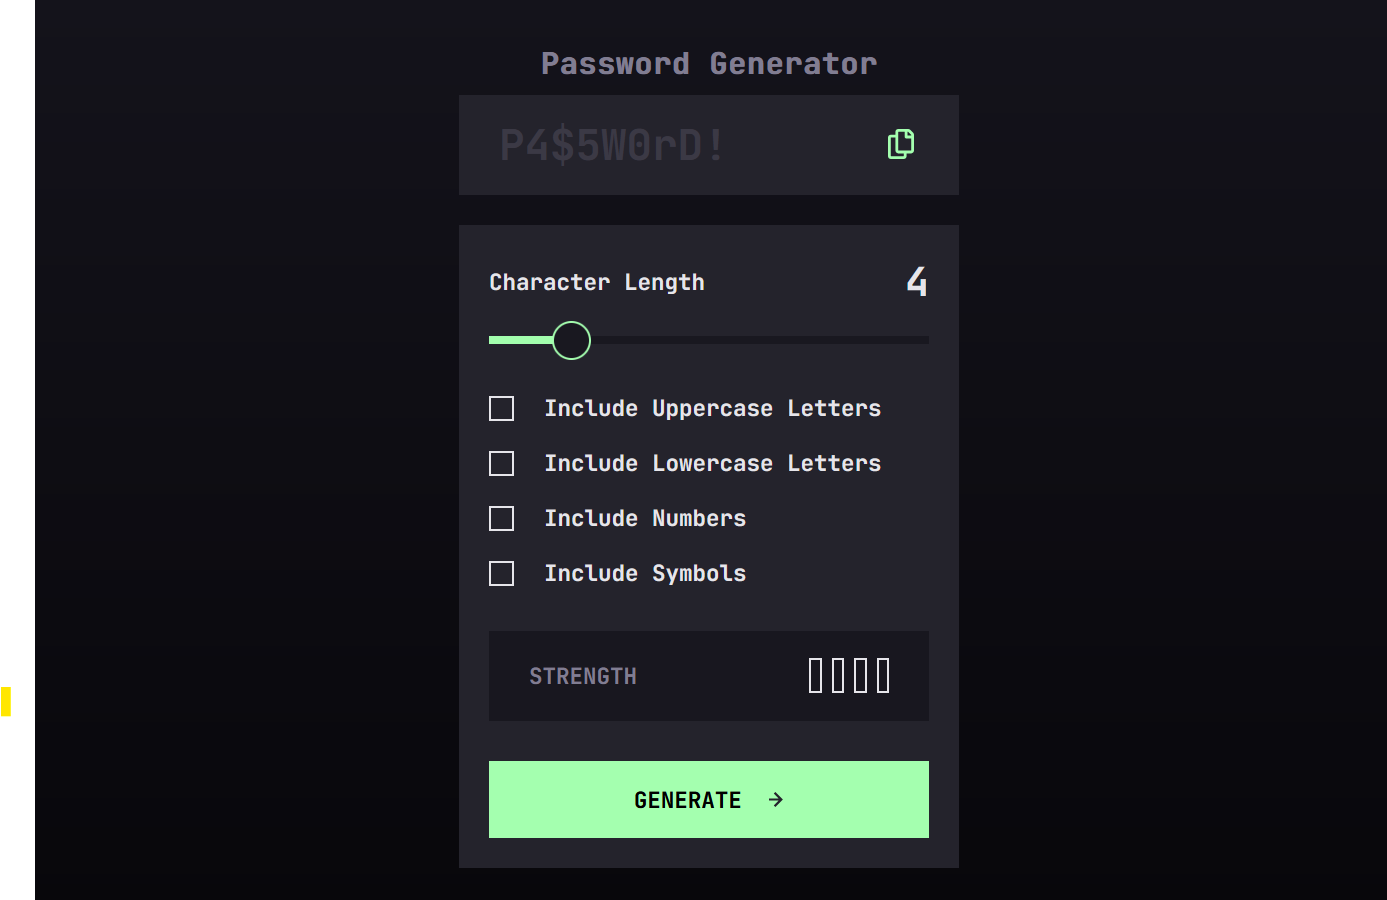 Password Generator
P4$5W0rD!
Character Length
4
Include Uppercase Letters
Include Lowercase Letters
Include Numbers
Include Symbols
STRENGTH
GENERATE →